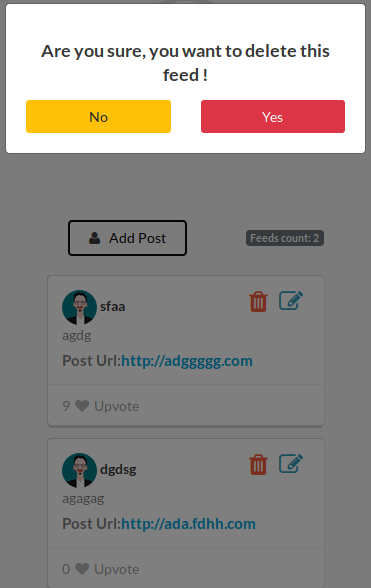 Are you sure, you want to delete this
feed !
No
Yes
Add Post
Feeds count: 2
sfaa
agdg
Post Url:http://adggggg.com
9 Upvote
dgdsg
agagag
Post Url:http://ada.fdhh.com
0 Upvote